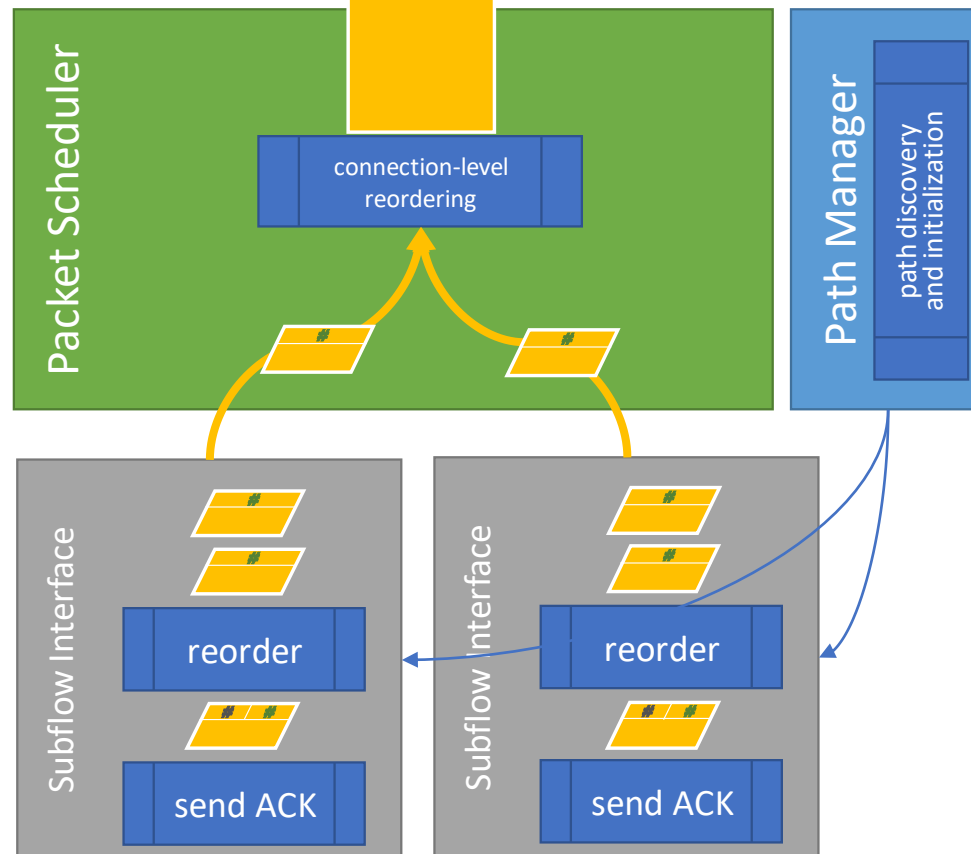 Packet Scheduler
connection-level
reordering
#
#
Path Manager
path discovery
and initialization
Subflow Interface
#
#
reorder
# #
send ACK
Subflow Interface
#
#
reorder
# #
send ACK